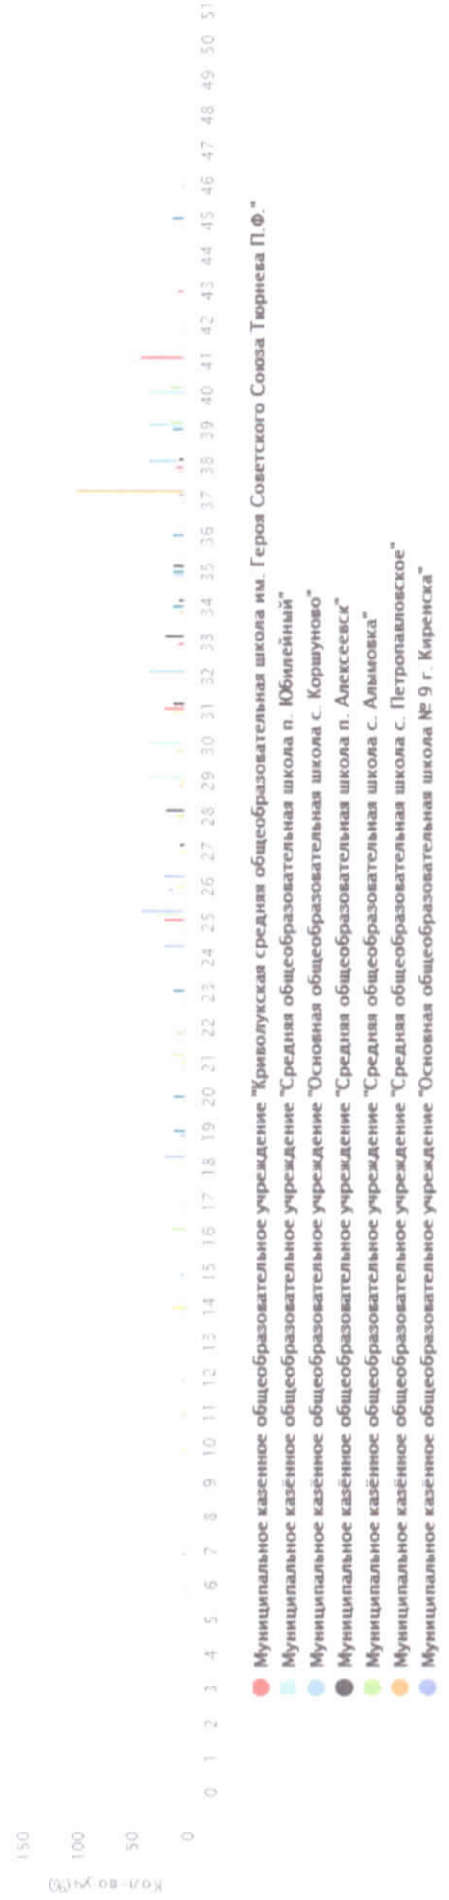 Кол-во уч(%)
150
100
50
0
0 1 2 3 4 5 6 7 8 9 10 11 12 13 14 15 16 17 18 19 20 21 22 23 24 25 26 27 28 29 30 31 32 33 34 35 36 37 38 39 40 41 42 43 44 45 46 47 48 49 50 51
Муниципальное казенное общеобразовательное учреждение "Криволукская средняя общеобразовательная школа им. Героя Советского Союза Тюрнева П.Ф."
Муниципальное казённое общеобразовательное учреждение "Средняя общеобразовательная школа п. Юбилейный"
Муниципальное казённое общеобразовательное учреждение "Основная общеобразовательная школа с. Коршуново"
Муниципальное казённое общеобразовательное учреждение "Средняя общеобразовательная школа п. Алексеевск"
Муниципальное казённое общеобразовательное учреждение "Средняя общеобразовательная школа с. Алымовка"
Муниципальное казённое общеобразовательное учреждение "Средняя общеобразовательная школа с. Петропавловское"
Муниципальное казённое общеобразовательное учреждение "Основная общеобразовательная школа № 9 г. Киренска"